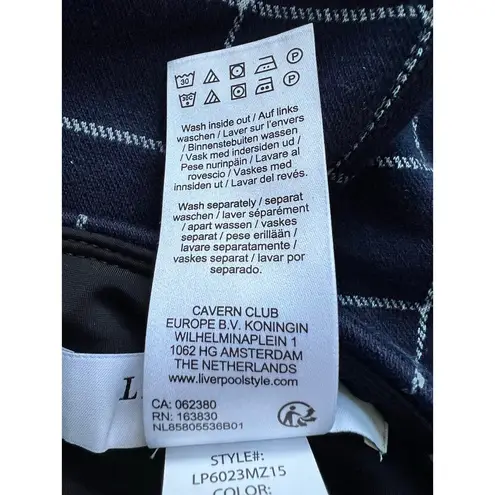 30 P
P
Wash inside out / Auf links
waschen / Laver sur l'envers
/ Binnenstebuiten wassen
/ Vask med indersiden ud /
Pese nurinpäin / Lavare a
rovescio / Vaskes med
innsiden ut / Lavar del revés.
Wash separately / separat
waschen / laver séparément
/ apart wassen / vaskes
separat / pese erillään /
lavare separatamente /
vaskes separat / lavar por
separado.
CAVERN CLUB
EUROPE B.V. KONINGIN
WILHELMINAPLEIN 1
1062 HG AMSTERDAM
THE NETHERLANDS
www.liverpoolstyle.com
CA: 062380
RN: 163830
NL85805536B01
L
STYLE#:
LP6023MZ15
COLOR: